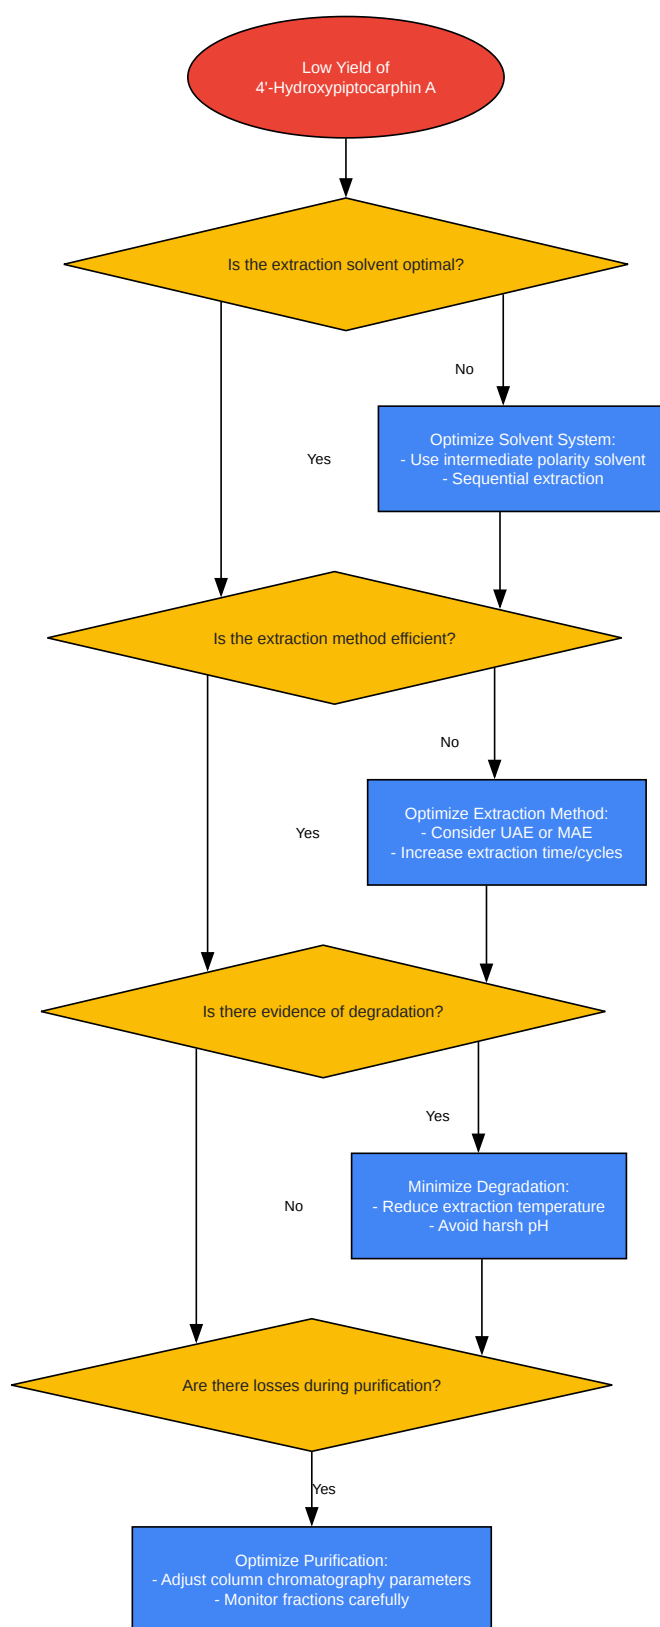 Low Yield of
4'-Hydroxypiptocarphin A
Is the extraction solvent optimal?
No
Optimize Solvent System:
- Use intermediate polarity solvent
- Sequential extraction
Yes
Is the extraction method efficient?
No
Optimize Extraction Method:
- Consider UAE or MAE
- Increase extraction time/cycles
Yes
Is there evidence of degradation?
Yes
Minimize Degradation:
- Reduce extraction temperature
- Avoid harsh pH
No
Are there losses during purification?
Yes
Optimize Purification:
- Adjust column chromatography parameters
- Monitor fractions carefully